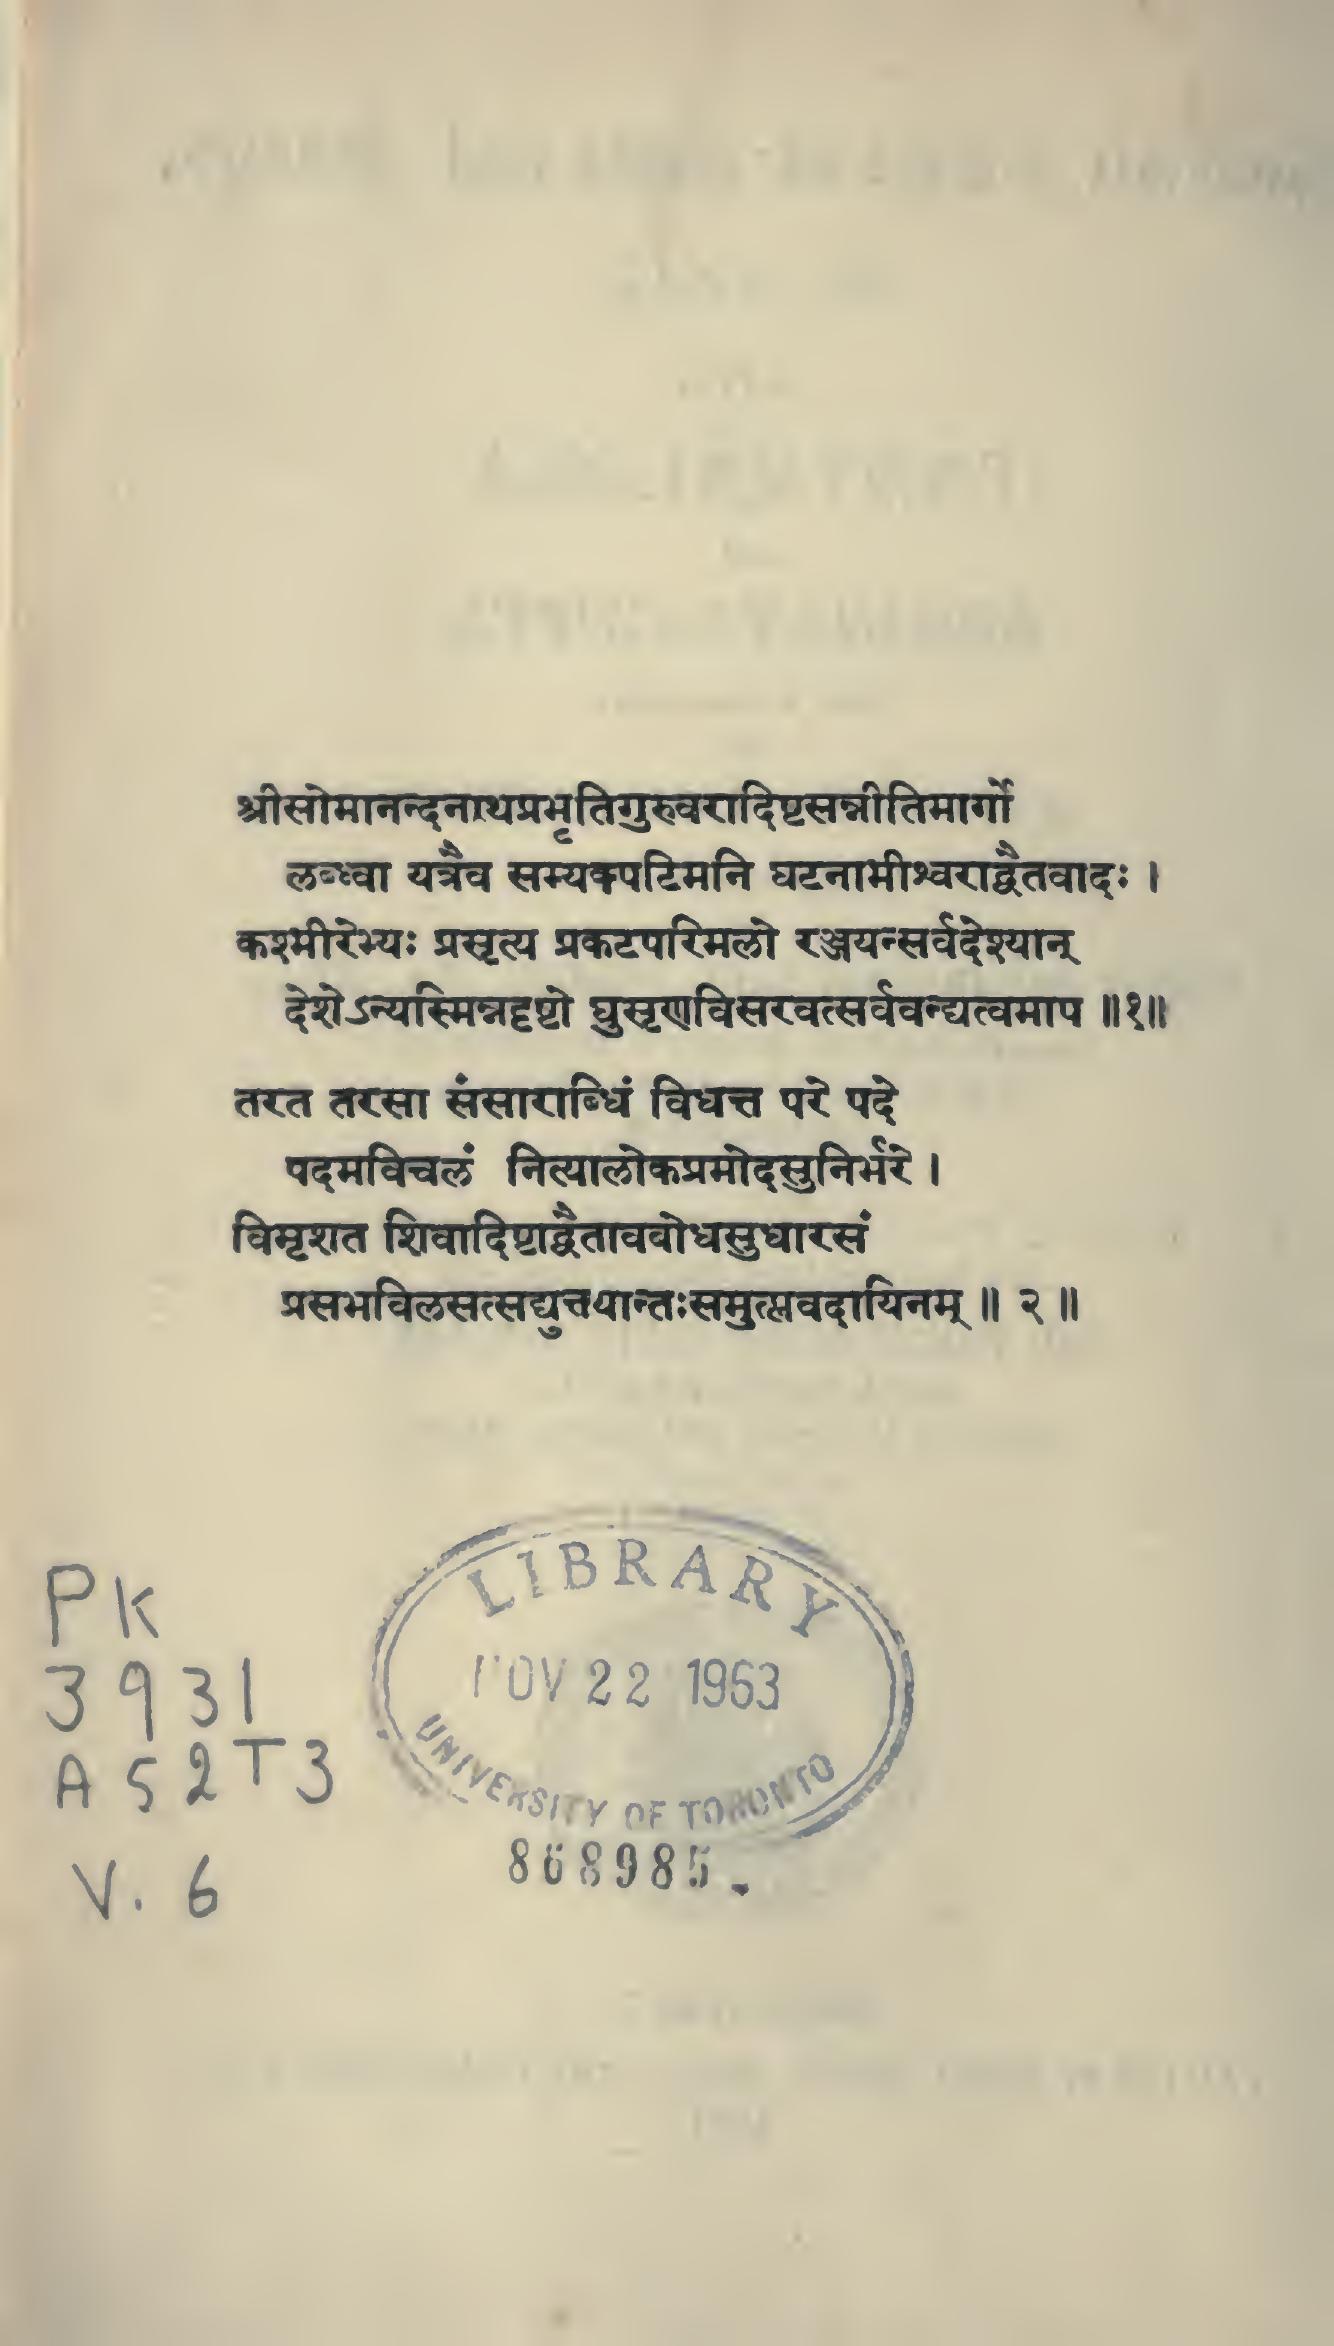 श्रीसोमानन्दनाथप्रभृतिगुरुवरादिष्टसन्नीतिमार्गो
लब्ध्वा यत्रैव सम्यक्पटिमनि घटनामीश्वराद्वैतवादः ।
कश्मीरेभ्यः प्रसृत्य प्रकटपरिमलो रञ्जयन्सर्वदेश्यान्
देशेऽन्यस्मिन्नदृष्टो घुसृणविसरवत्सर्ववन्द्यत्वमाप ॥१॥
तरत तरसा संसाराब्धिं विधत्त परे पदे
पदमविचलं नित्यालोकप्रमोदसुनिर्भरे ।
विमृशत शिवादिष्टाद्वैतावबोधसुधारसं
प्रसभविलसत्सद्युक्त्यान्तःसमुत्प्लवदायिनम् ॥ २ ॥
LIBRARY
NOV 22 1963
UNIVERSITY OF TORONTO
868985
PK
3931
A52T3
V. 6